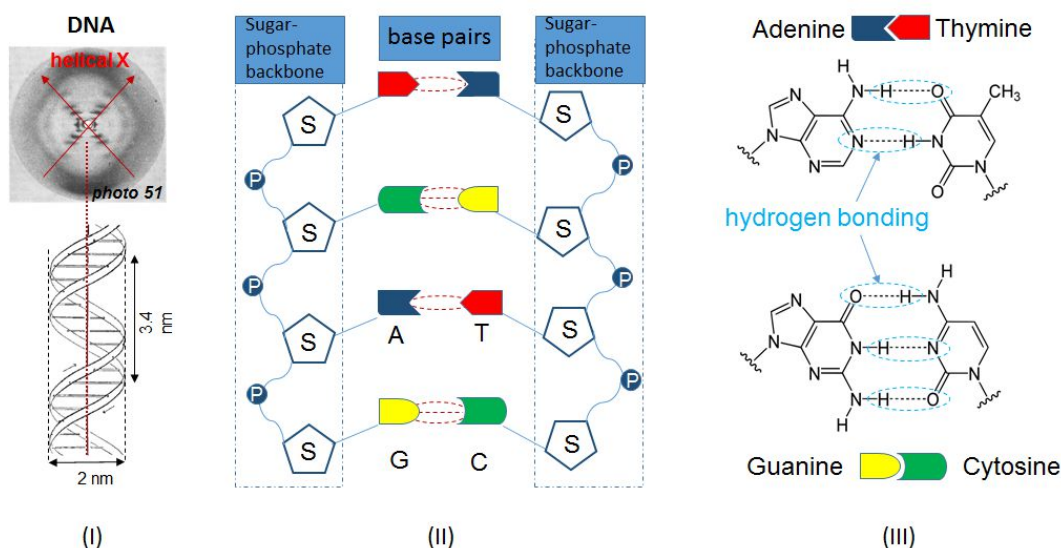 DNA
helical X
photo 51
3.4
nm
2 nm
(I)
Sugar-
phosphate
backbone
base pairs
Sugar-
phosphate
backbone
S
S
P
P
S
S
P
P
S
S
A
T
P
P
S
S
G
C
(II)
Adenine
Thymine
H
H
N
H
O
CH3
N
N
N
N
H
N
N
O
hydrogen bonding
H
O
H
N
N
N
N
H
N
N
N
N
H
O
H
Guanine
Cytosine
(III)